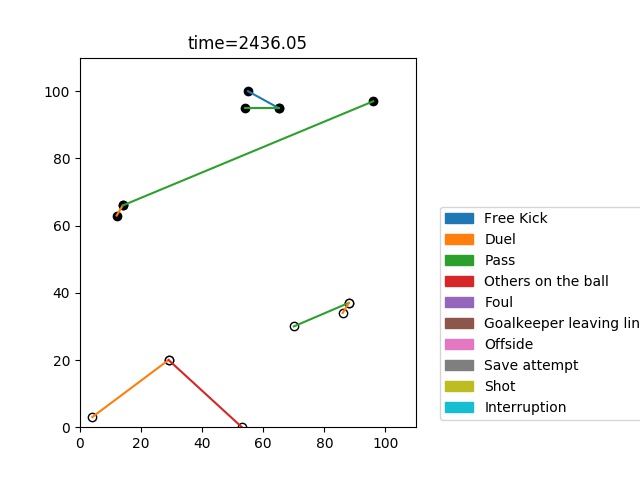 time=2436.05
100
80
60
40
20
0
0 20 40 60 80 100
Free Kick
Duel
Pass
Others on the ball
Foul
Goalkeeper leaving lin
Offside
Save attempt
Shot
Interruption